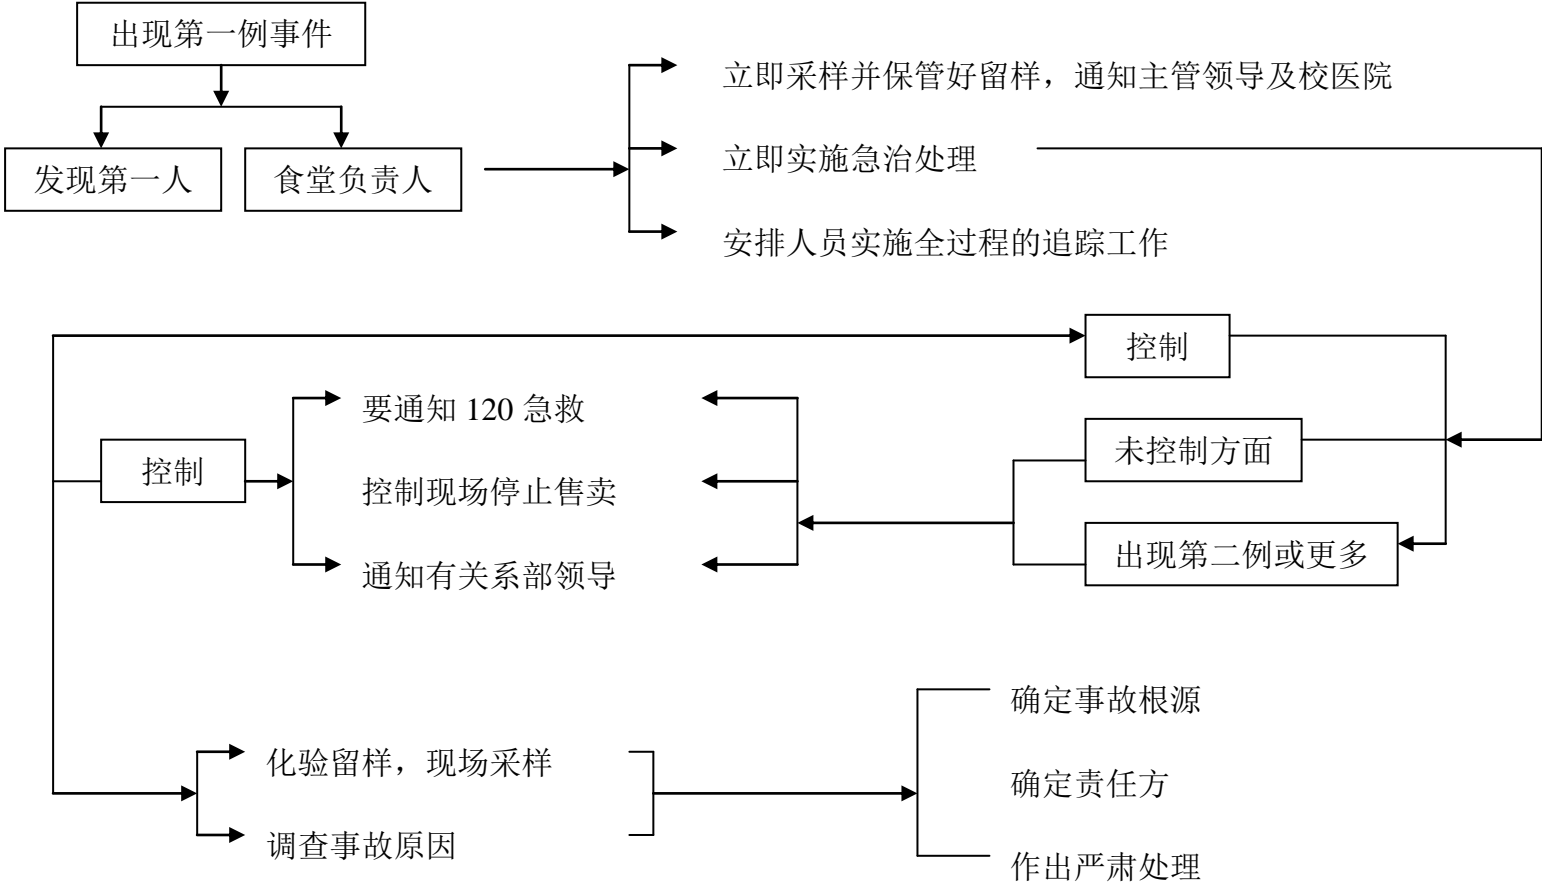 出现第一例事件
立即采样并保管好留样，通知主管领导及校医院
发现第一人
食堂负责人
立即实施急治处理
安排人员实施全过程的追踪工作
控制
要通知 120 急救
未控制方面
控制
控制现场停止售卖
出现第二例或更多
通知有关系部领导
确定事故根源
化验留样，现场采样
确定责任方
调查事故原因
作出严肃处理